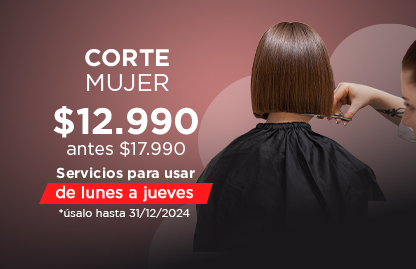 CORTE
MUJER
$12.990
antes $17.990
Servicios para usar
de lunes a jueves
*úsalo hasta 31/12/2024